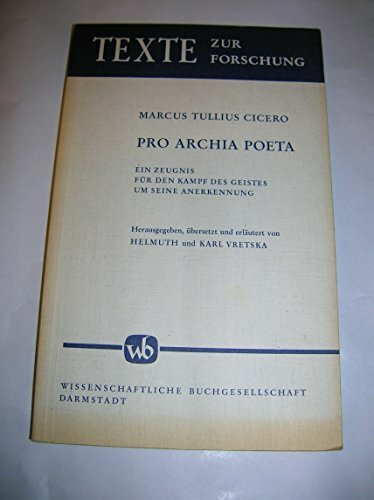 TEXTE ZUR
FORSCHUNG
MARCUS TULLIUS CICERO
PRO ARCHIA POETA
EIN ZEUGNIS
FÜR DEN KAMPF DES GEISTES
UM SEINE ANERKENNUNG
Herausgegeben, übersetzt und erläutert von
HELMUTH und KARL VRETSKA
wb
WISSENSCHAFTLICHE BUCHGESELLSCHAFT
DARMSTADT